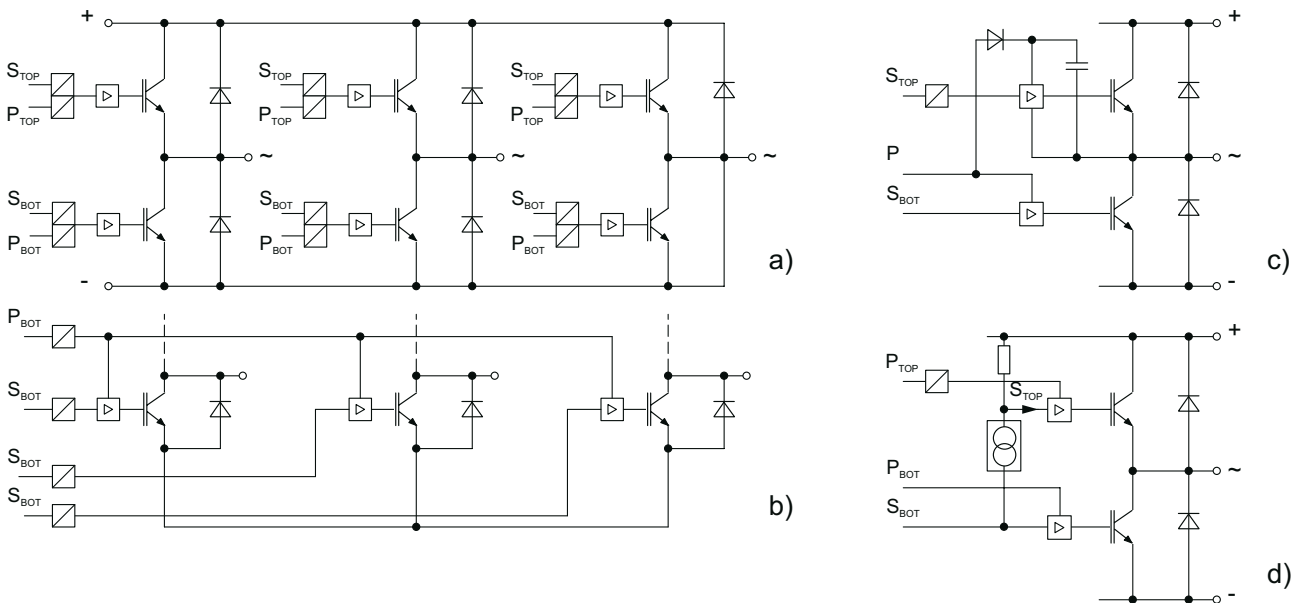 +
S_TOP
P_TOP
S_TOP
P_TOP
S_TOP
P_TOP
~
~
~
S_BOT
P_BOT
S_BOT
P_BOT
S_BOT
P_BOT
-
a)
P_BOT
S_BOT
S_BOT
S_BOT
b)
+
S_TOP
~
P
S_BOT
-
c)
+
P_TOP
S_TOP
~
P_BOT
S_BOT
-
d)